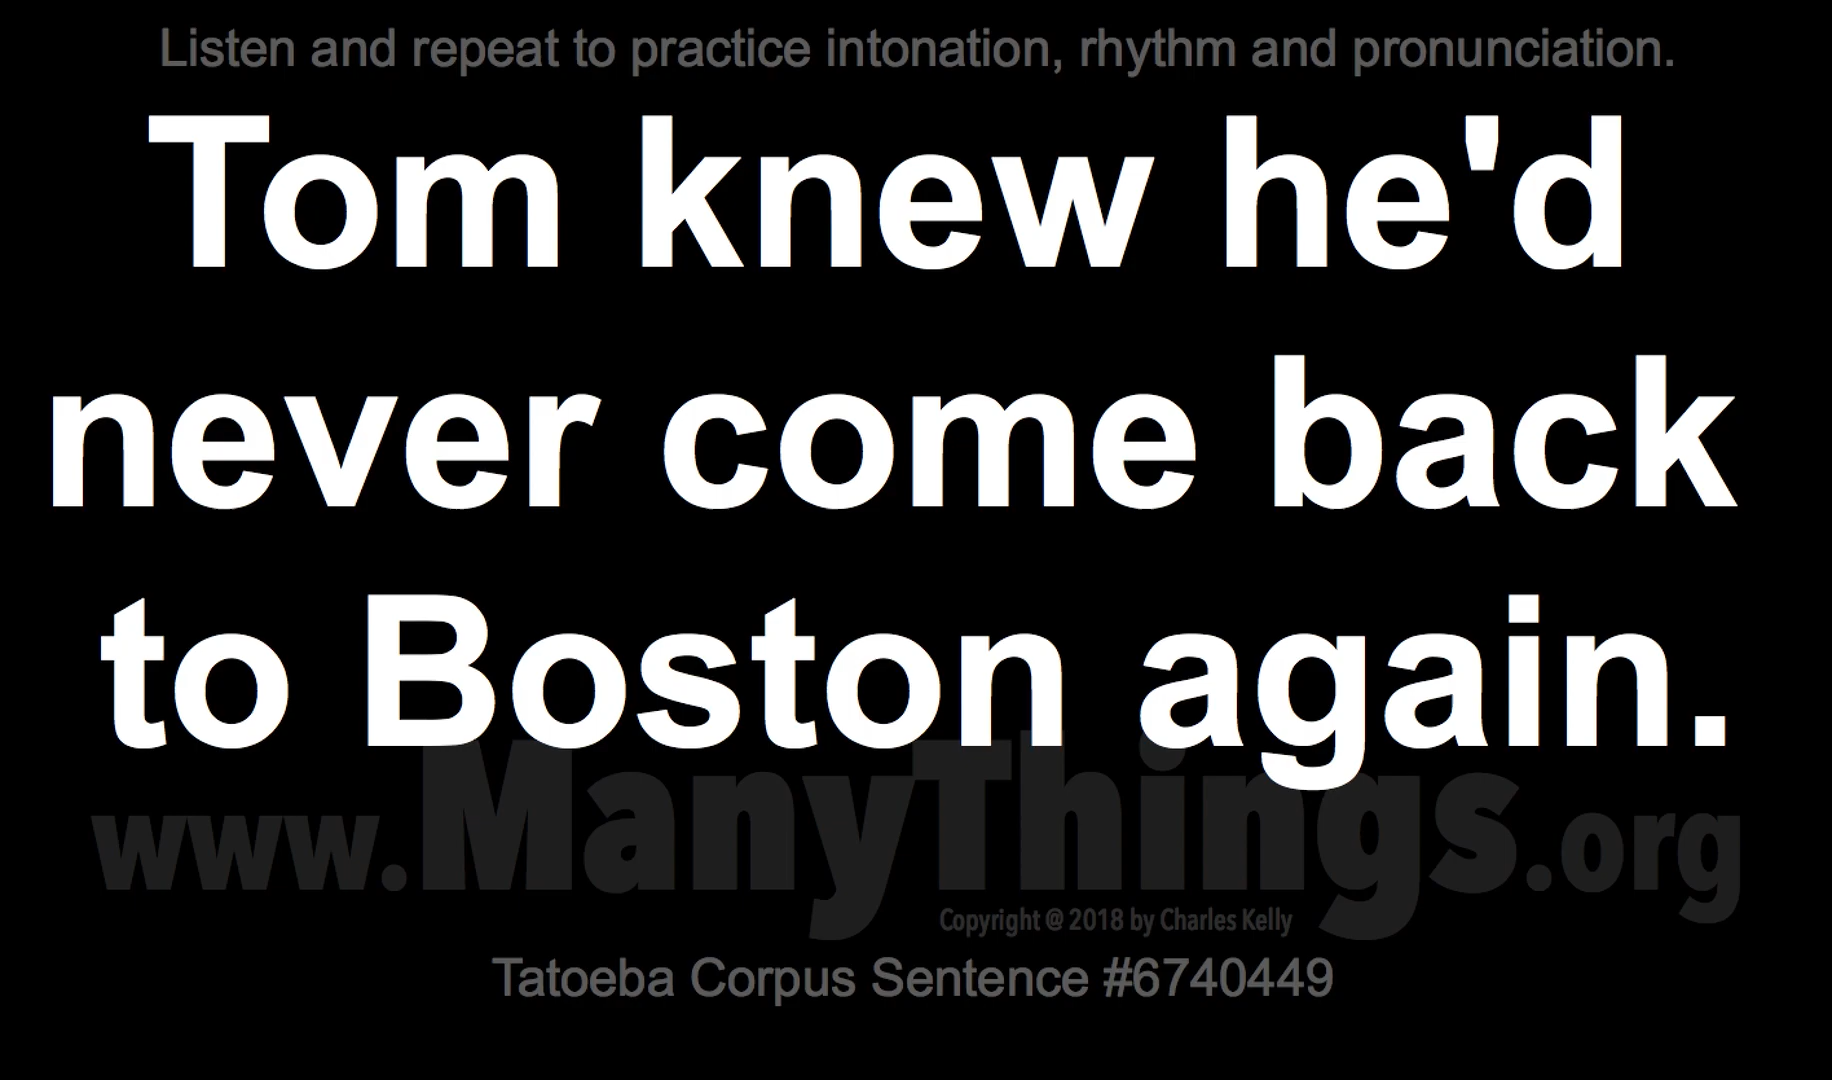 Listen and repeat to practice intonation, rhythm and pronunciation.
Tom knew he'd
never come back
to Boston again.
www.ManyThings.org
Copyright @ 2018 by Charles Kelly
Tatoeba Corpus Sentence #6740449